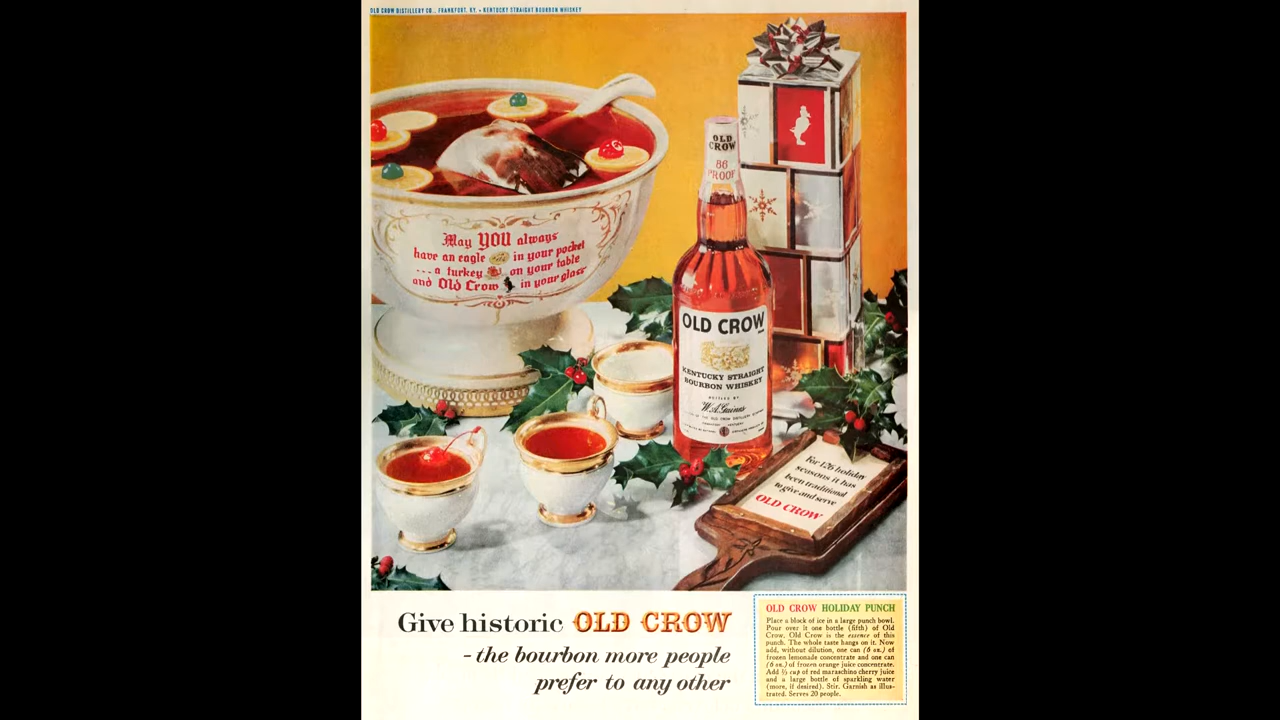 OLD CROW DISTILLERY CO., FRANKFORT, KY. • KENTUCKY STRAIGHT BOURBON WHISKEY
May YOU always
have an eagle in your pocket
... a turkey on your table
and Old Crow in your glass
OLD
CROW
86
PROOF
OLD CROW
KENTUCKY STRAIGHT
BOURBON WHISKEY
BOTTLED BY
W.A. Gaines
For 126 holiday
seasons it has
been traditional
to give and serve
OLD CROW
Give historic OLD CROW
- the bourbon more people
prefer to any other
OLD CROW HOLIDAY PUNCH
Place a block of ice in a large punch bowl.
Pour over it one bottle (fifth) of Old
Crow. Old Crow is the essence of this
punch. The whole taste hangs on it. Now
add, without dilution, one can (6 oz.) of
frozen lemonade concentrate and one can
(6 oz.) of frozen orange juice concentrate.
Add ½ cup of red maraschino cherry juice
and a large bottle of sparkling water
(more, if desired). Stir. Garnish as illus-
trated. Serves 20 people.